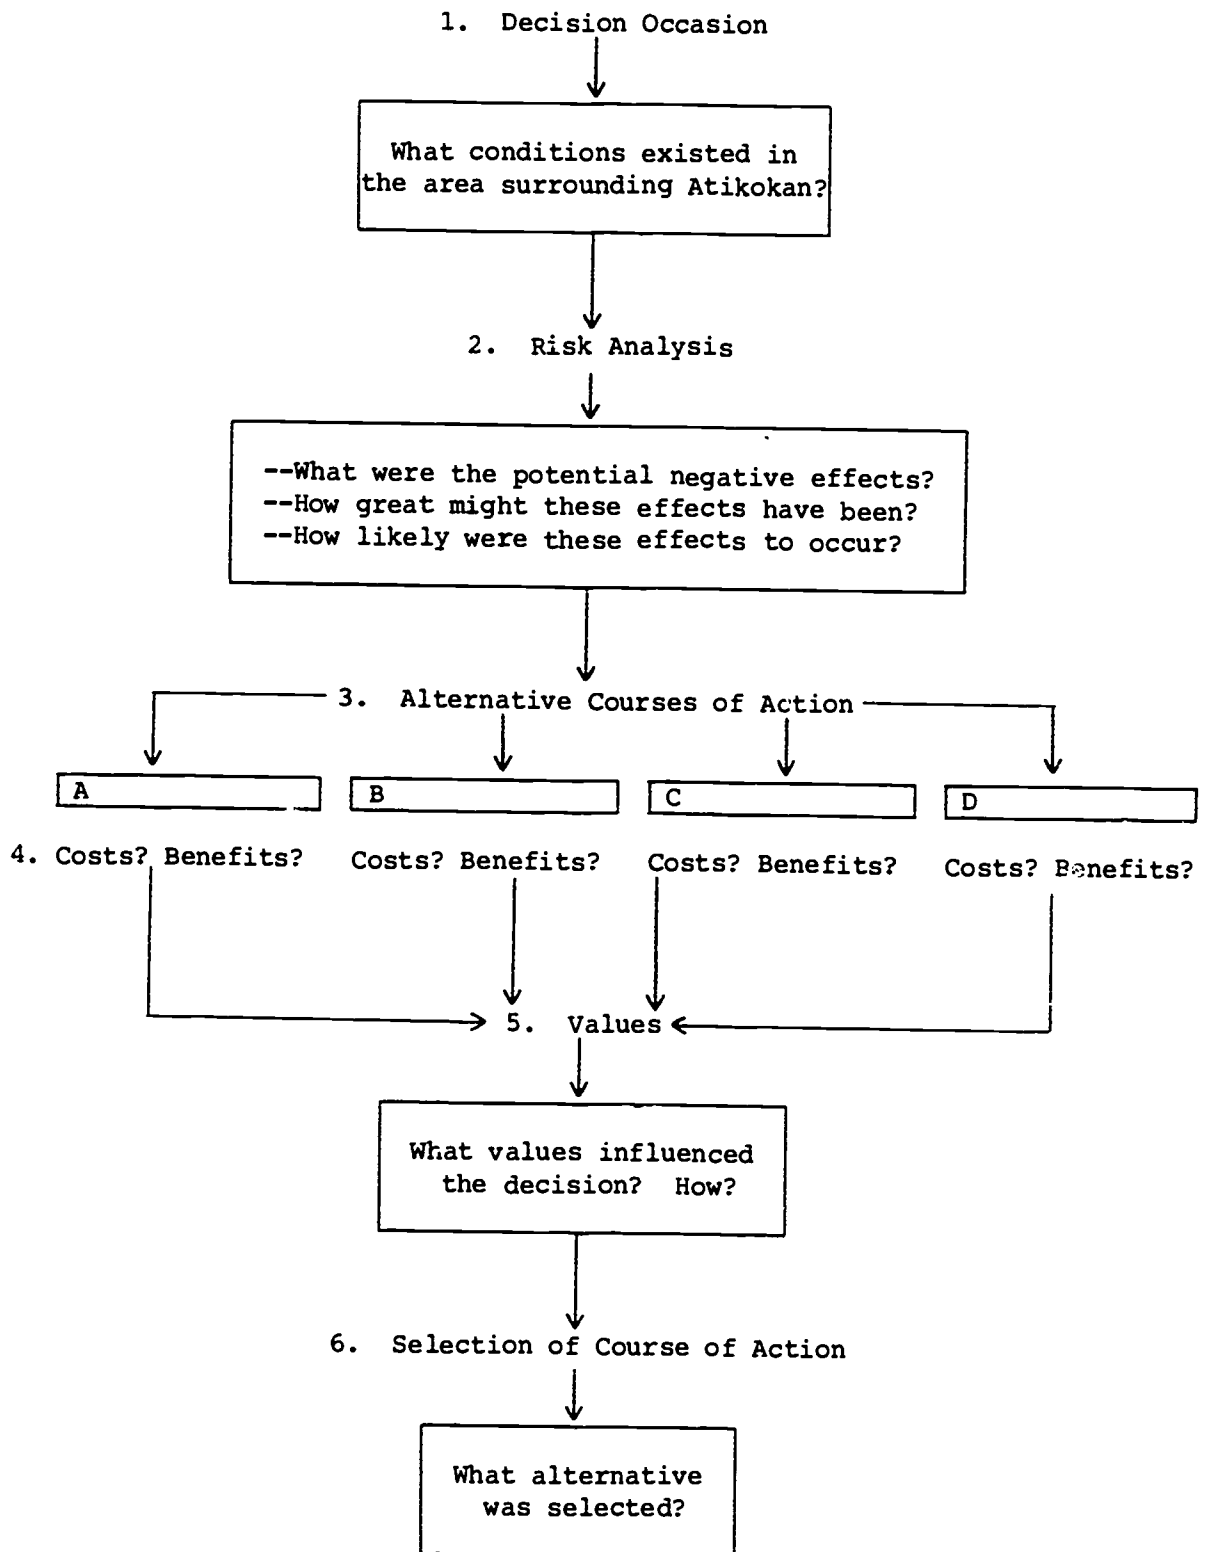 1. Decision Occasion
What conditions existed in
the area surrounding Atikokan?
2. Risk Analysis
--What were the potential negative effects?
--How great might these effects have been?
--How likely were these effects to occur?
3. Alternative Courses of Action
A B C D
4. Costs? Benefits? Costs? Benefits? Costs? Benefits? Costs? Benefits?
5. Values
What values influenced
the decision? How?
6. Selection of Course of Action
What alternative
was selected?